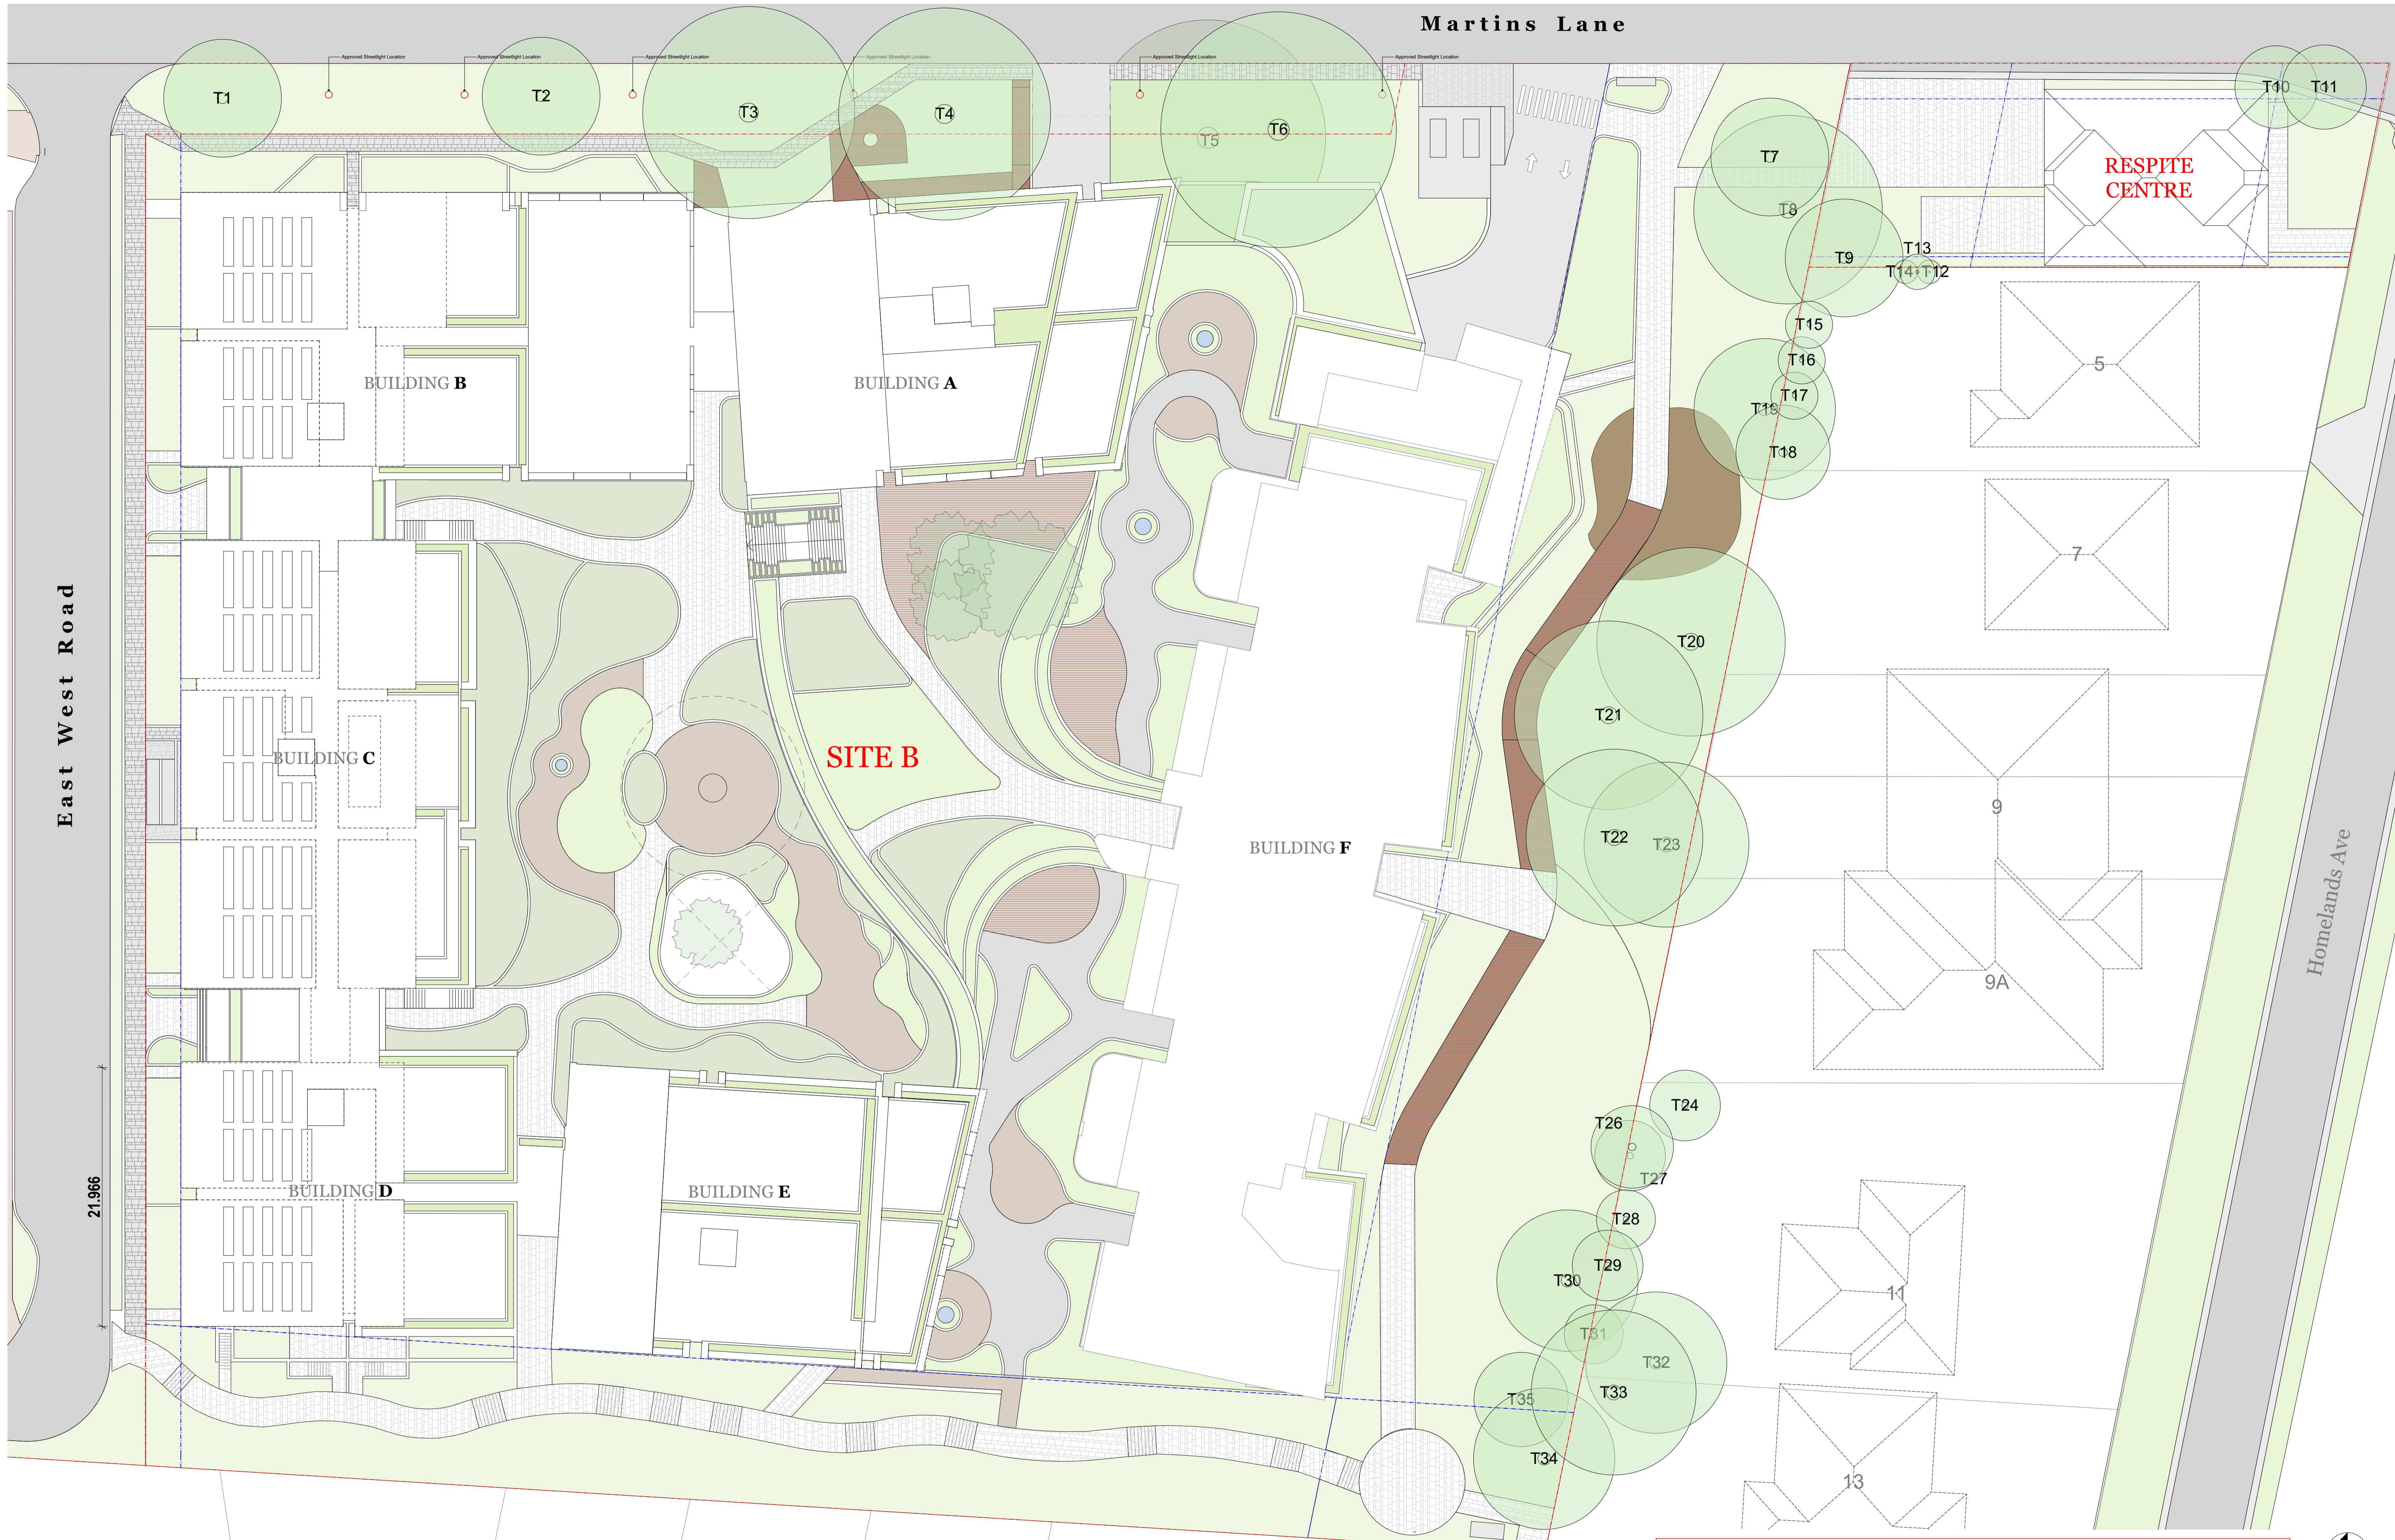 Martins Lane
Approved Streetlight Location
Approved Streetlight Location
Approved Streetlight Location
Approved Streetlight Location
Approved Streetlight Location
Approved Streetlight Location
T1
T2
T3
T4
T5
T6
T7
T8
T9
T10
T11
RESPITE
CENTRE
T13
T14
T12
T15
T16
T17
T19
T18
5
BUILDING B
BUILDING A
7
East West Road
T20
T21
SITE B
BUILDING C
9
T22
T23
BUILDING F
Homelands Ave
9A
T24
T26
T27
21.966
BUILDING D
BUILDING E
T28
T29
T30
11
T31
T32
T33
T35
T34
13